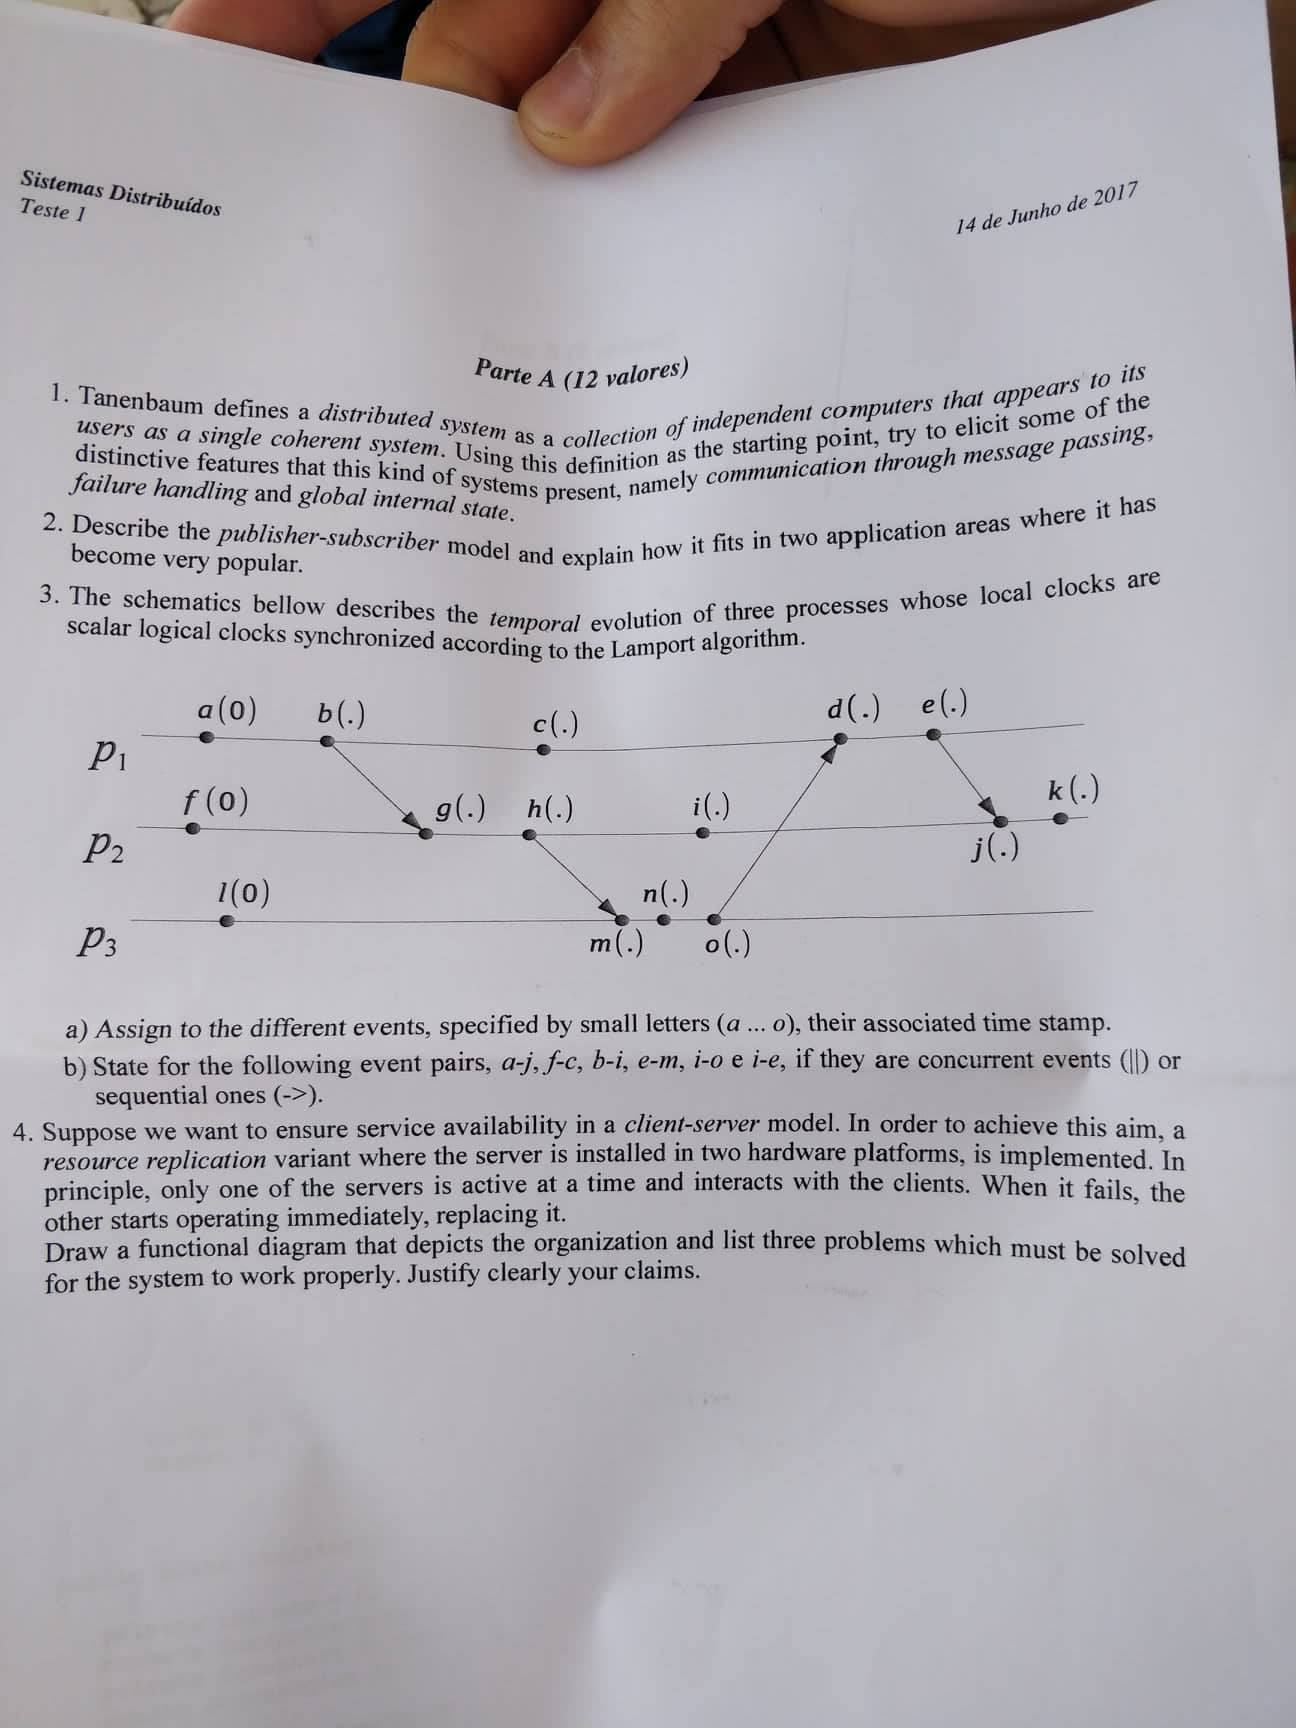 Sistemas Distribuídos
Teste 1
14 de Junho de 2017
Parte A (12 valores)
1. Tanenbaum defines a distributed system as a collection of independent computers that appears to its
users as a single coherent system. Using this definition as the starting point, try to elicit some of the
distinctive features that this kind of systems present, namely communication through message passing,
failure handling and global internal state.
2. Describe the publisher-subscriber model and explain how it fits in two application areas where it has
become very popular.
3. The schematics bellow describes the temporal evolution of three processes whose local clocks are
scalar logical clocks synchronized according to the Lamport algorithm.
a(0) b(.) c(.) d(.) e(.)
p1
f(0) g(.) h(.) i(.) k(.)
p2
j(.)
l(0) n(.)
p3
m(.) o(.)
a) Assign to the different events, specified by small letters (a ... o), their associated time stamp.
b) State for the following event pairs, a-j, f-c, b-i, e-m, i-o e i-e, if they are concurrent events (||) or
sequential ones (->).
4. Suppose we want to ensure service availability in a client-server model. In order to achieve this aim, a
resource replication variant where the server is installed in two hardware platforms, is implemented. In
principle, only one of the servers is active at a time and interacts with the clients. When it fails, the
other starts operating immediately, replacing it.
Draw a functional diagram that depicts the organization and list three problems which must be solved
for the system to work properly. Justify clearly your claims.